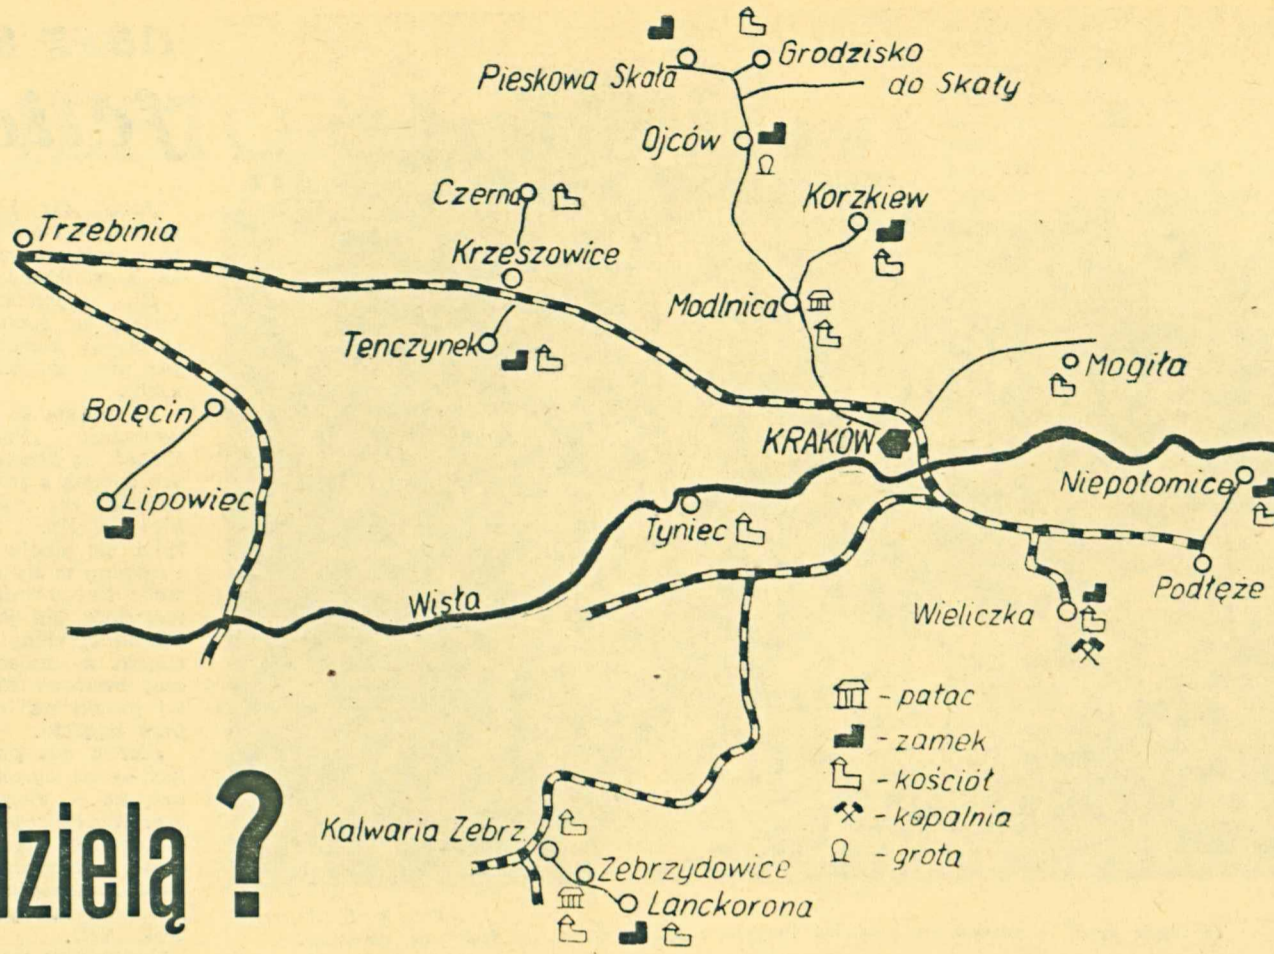 Grodzisko
Pieskowa Skała
do Skały
Ojców
Czerna
Korzkiew
Trzebinia
Krzeszowice
Modlnica
Tenczynek
Mogiła
Bolęcin
KRAKÓW
Niepołomice
Lipowiec
Tyniec
Podłęże
Wisła
Wieliczka
- pałac
- zamek
- kościół
- kopalnia
- grota
dzielą ?
Kalwaria Zebrz.
Zebrzydowice
Lanckorona